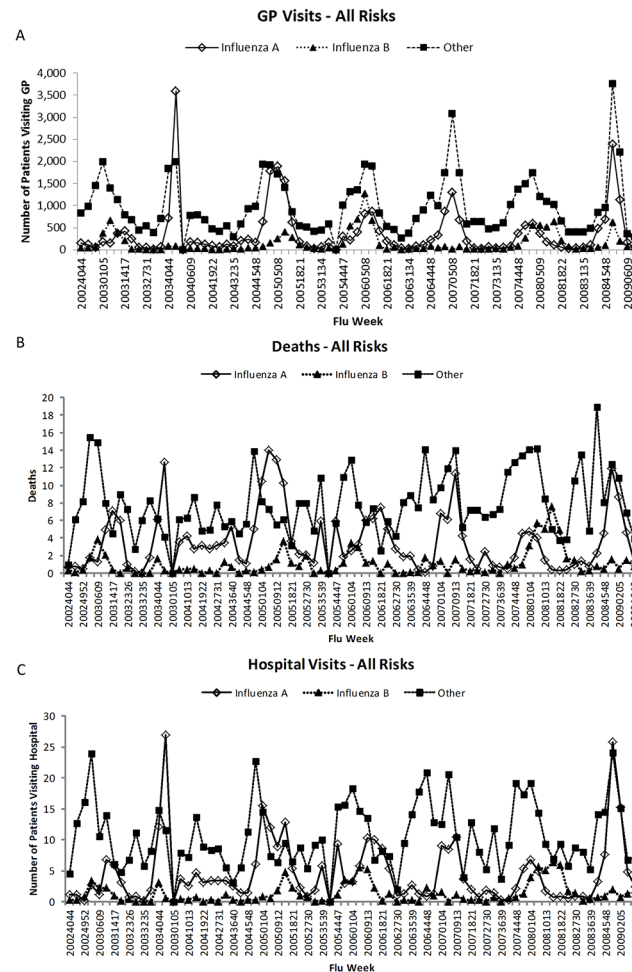 GP Visits - All Risks
A
Influenza A Influenza B Other
Number of Patients Visiting GP
4,000
3,500
3,000
2,500
2,000
1,500
1,000
500
0
20024044 20030105 20031417 20032731 20034044 20040609 20041922 20043235 20044548 20050508 20051821 20053134 20054447 20060508 20061821 20063134 20064448 20070508 20071821 20073135 20074448 20080509 20081822 20083135 20084548 20090609
Flu Week
B
Deaths - All Risks
Influenza A Influenza B Other
Deaths
20
18
16
14
12
10
8
6
4
2
0
20024044 20024952 20030609 20031417 20032326 20033235 20034044 20030105 20041013 20041922 20042731 20043640 20044548 20050104 20050912 20051821 20052730 20053539 20054447 20060104 20060913 20061821 20062730 20063539 20064448 20070104 20070913 20071821 20072730 20073639 20074448 20080104 20081013 20081822 20082730 20083639 20084548 20090205
Flu Week
C
Hospital Visits - All Risks
Influenza A Influenza B Other
Number of Patients Visiting Hospital
30
25
20
15
10
5
0
20024044 20024952 20030609 20031417 20032326 20033235 20034044 20030105 20041013 20041922 20042731 20043640 20044548 20050104 20050912 20051821 20052730 20053539 20054447 20060104 20060913 20061821 20062730 20063539 20064448 20070104 20070913 20071821 20072730 20073639 20074448 20080104 20081013 20081822 20082730 20083639 20084548 20090205
Flu Week